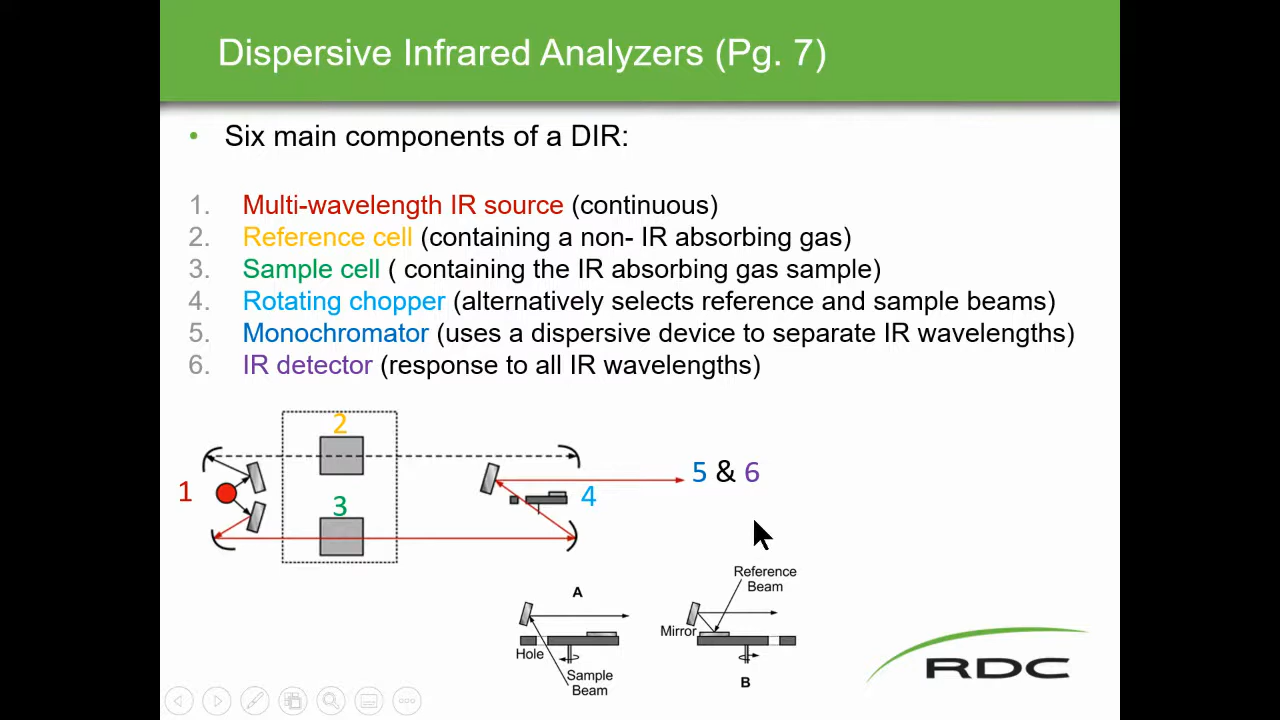 Dispersive Infrared Analyzers (Pg. 7)
• Six main components of a DIR:
1. Multi-wavelength IR source (continuous)
2. Reference cell (containing a non- IR absorbing gas)
3. Sample cell ( containing the IR absorbing gas sample)
4. Rotating chopper (alternatively selects reference and sample beams)
5. Monochromator (uses a dispersive device to separate IR wavelengths)
6. IR detector (response to all IR wavelengths)
2
1
3
4
5 & 6
A
Hole
Sample
Beam
Reference
Beam
Mirror
B
RDC